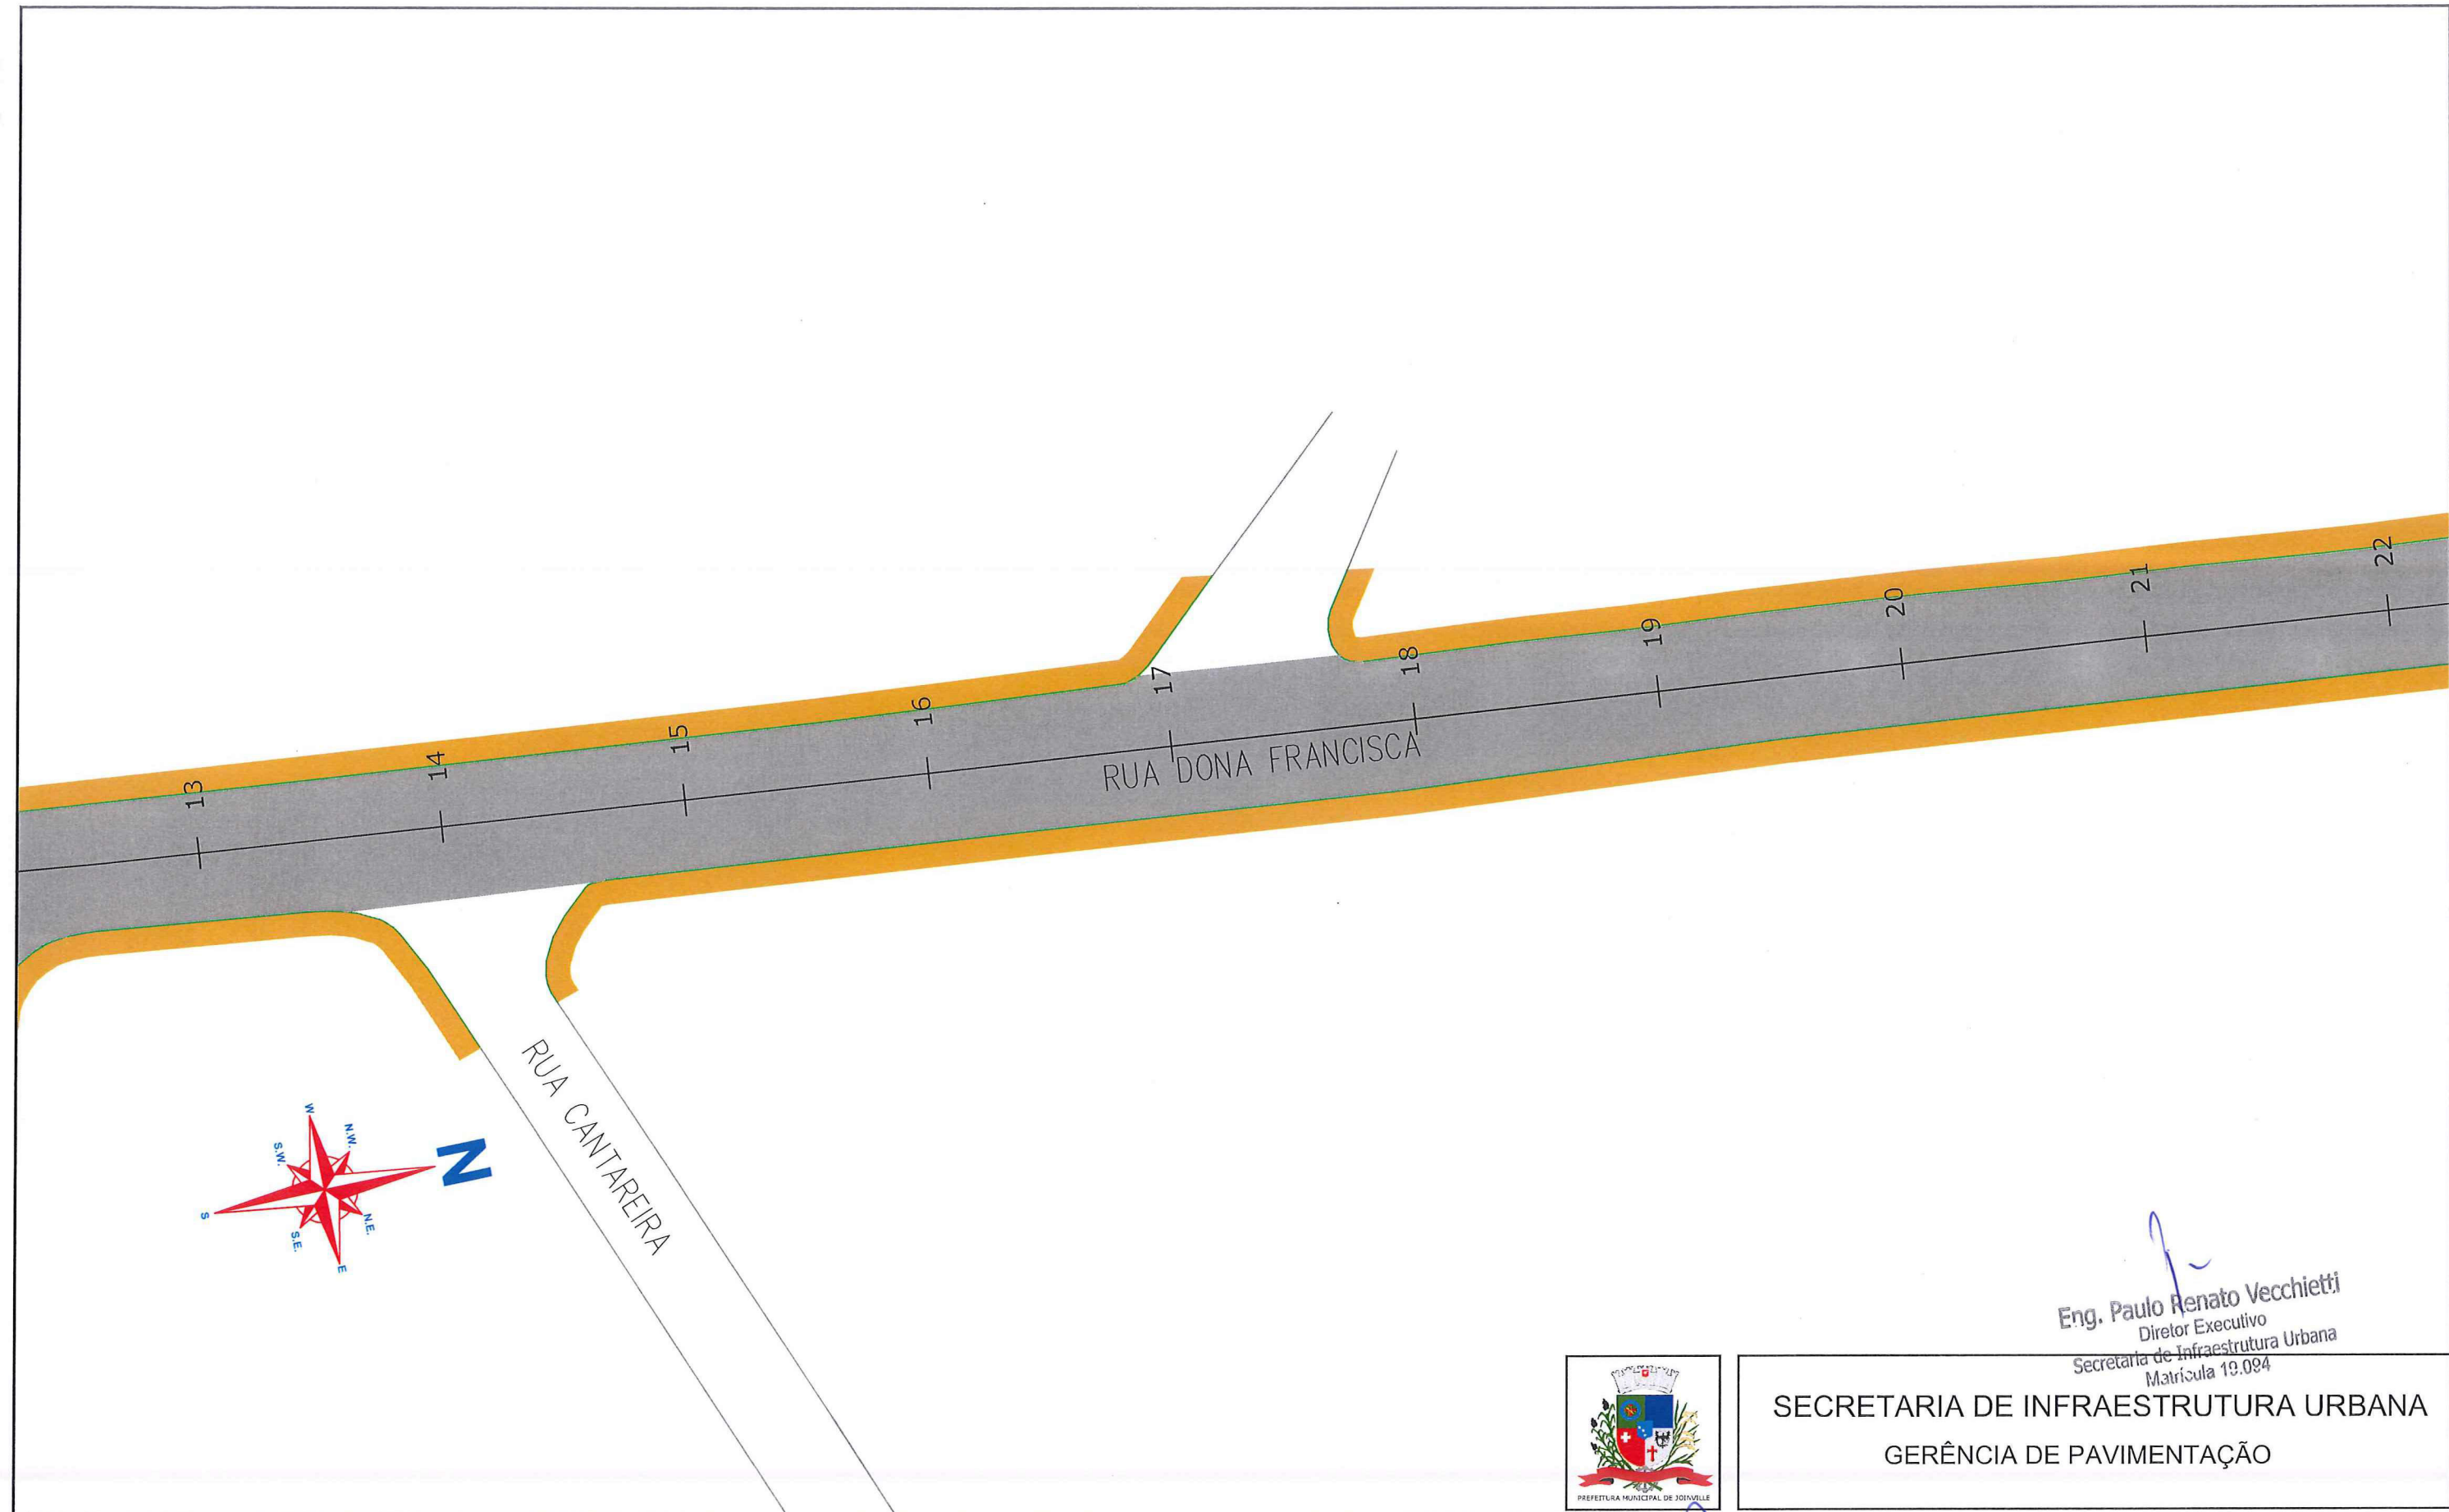 22
21
20
19
18
17
16
15
14
13
RUA DONA FRANCISCA
RUA CANTAREIRA
N
W
N.W.
S.W.
S
S.E.
E
N.E.
Eng. Paulo Renato Vecchietti
Diretor Executivo
Secretaria de Infraestrutura Urbana
Matrícula 19.094
PREFEITURA MUNICIPAL DE JOINVILLE
SECRETARIA DE INFRAESTRUTURA URBANA
GERÊNCIA DE PAVIMENTAÇÃO